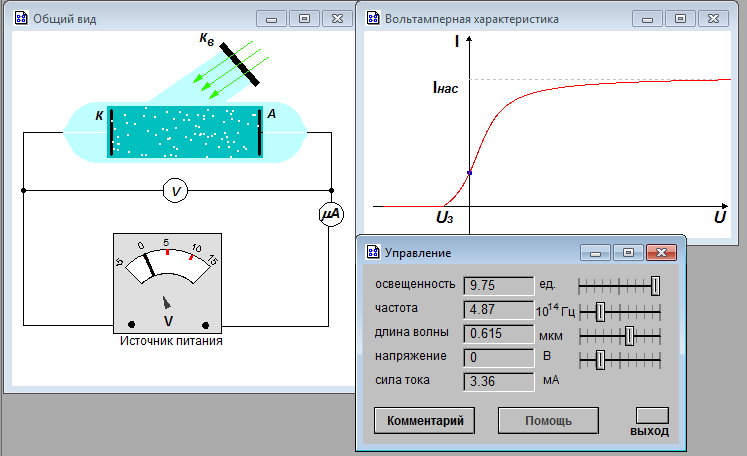 Общий вид
Кв
К
А
V
μA
-5 0 5 10 15
V
Источник питания
Вольтамперная характеристика
I
Iнас
Uз
U
Управление
освещенность 9.75 ед.
частота 4.87 10¹⁴ Гц
длина волны 0.615 мкм
напряжение 0 В
сила тока 3.36 мА
Комментарий Помощь
выход